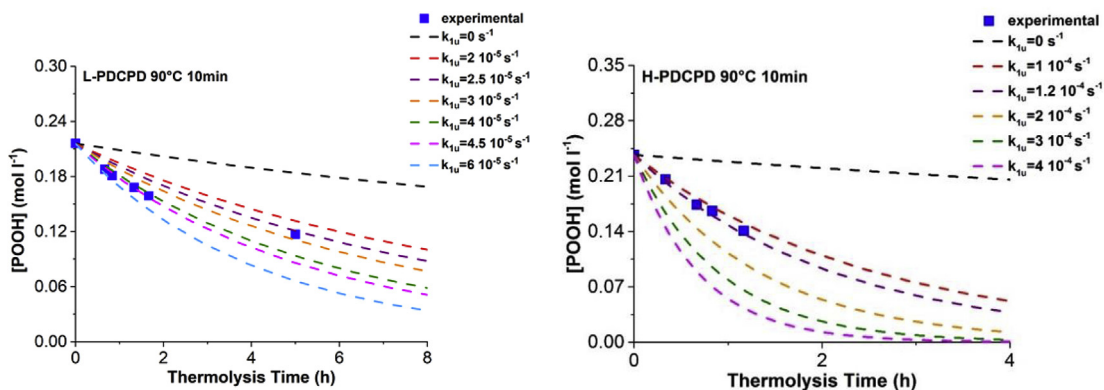 experimental
k1u=0 s-1
k1u=2 10-5 s-1
k1u=2.5 10-5 s-1
k1u=3 10-5 s-1
k1u=4 10-5 s-1
k1u=4.5 10-5 s-1
k1u=6 10-5 s-1
L-PDCPD 90°C 10min
[POOH] (mol l-1)
0.30
0.24
0.18
0.12
0.06
0.00
0 2 4 6 8
Thermolysis Time (h)
experimental
k1u=0 s-1
k1u=1 10-4 s-1
k1u=1.2 10-4 s-1
k1u=2 10-4 s-1
k1u=3 10-4 s-1
k1u=4 10-4 s-1
H-PDCPD 90°C 10min
[POOH] (mol l-1)
0.35
0.28
0.21
0.14
0.07
0.00
0 2 4
Thermolysis Time (h)